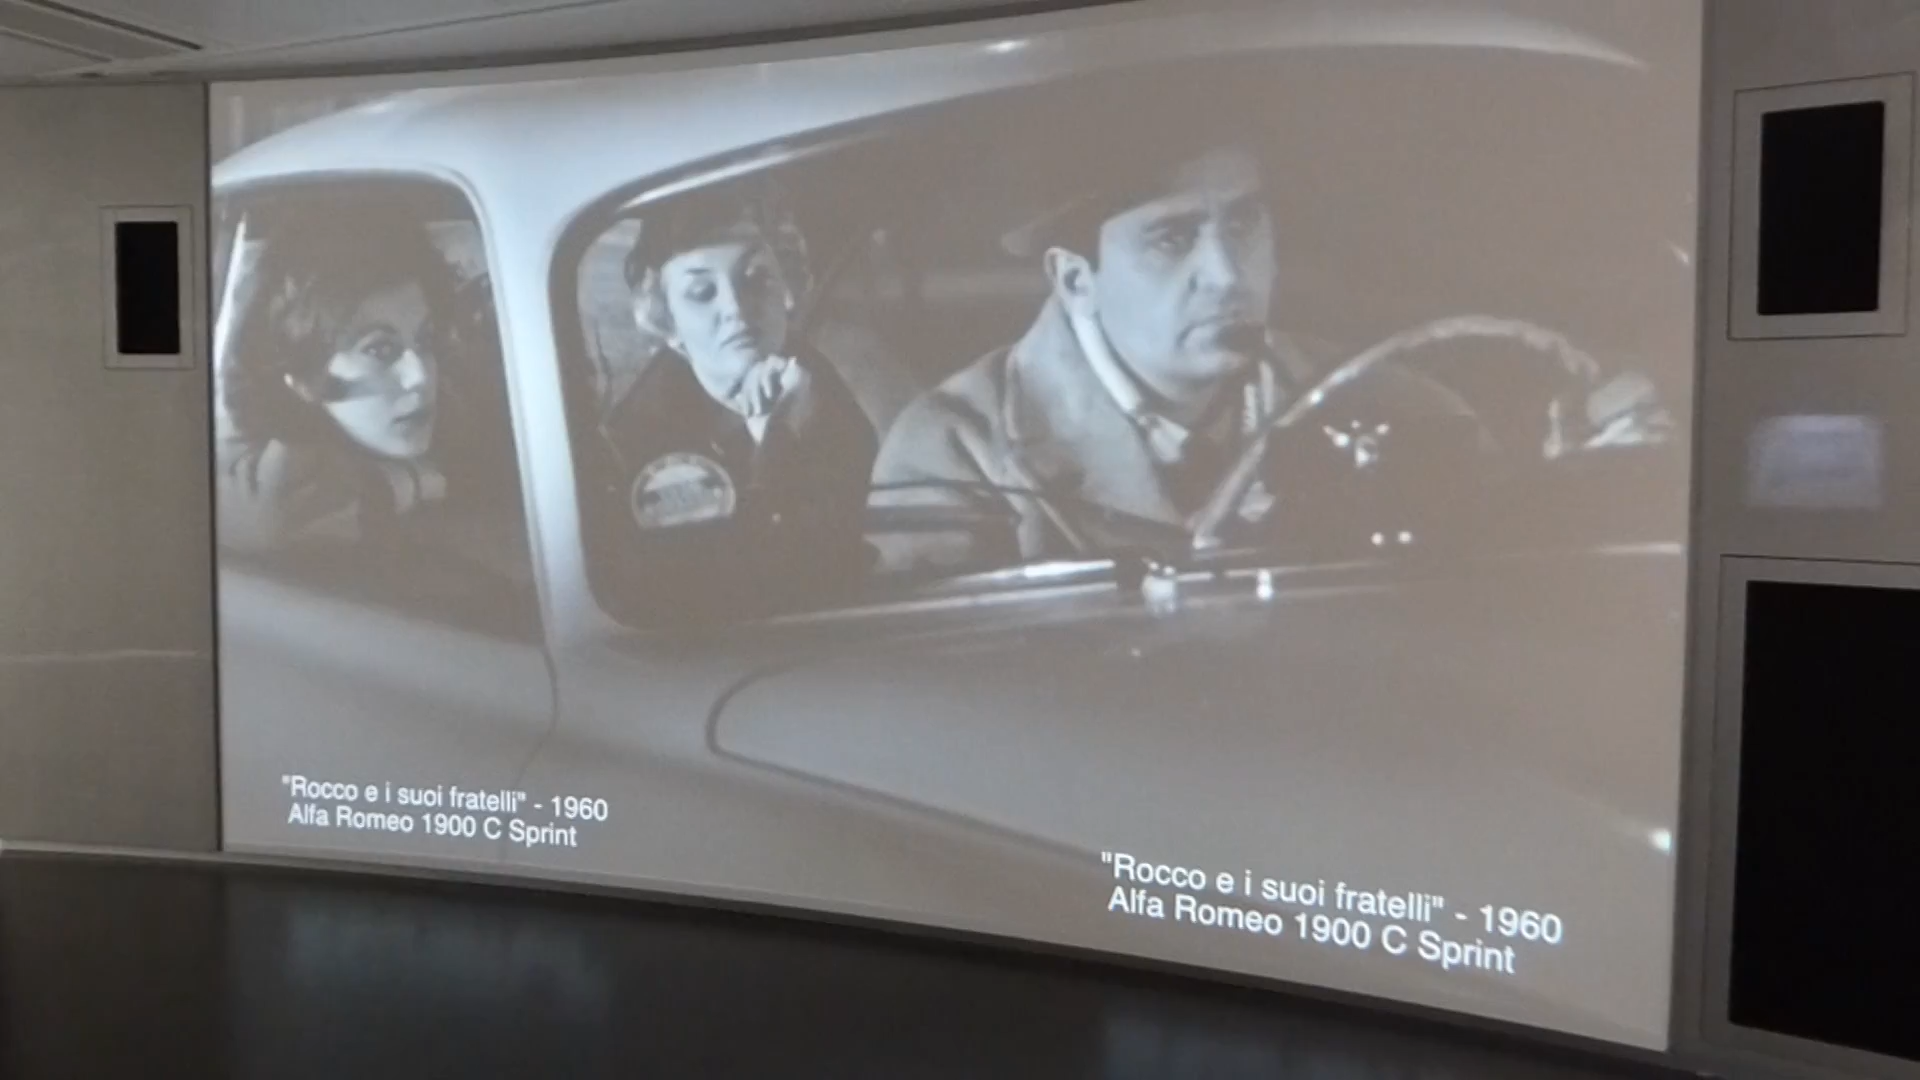 "Rocco e i suoi fratelli" - 1960
Alfa Romeo 1900 C Sprint
"Rocco e i suoi fratelli" - 1960
Alfa Romeo 1900 C Sprint